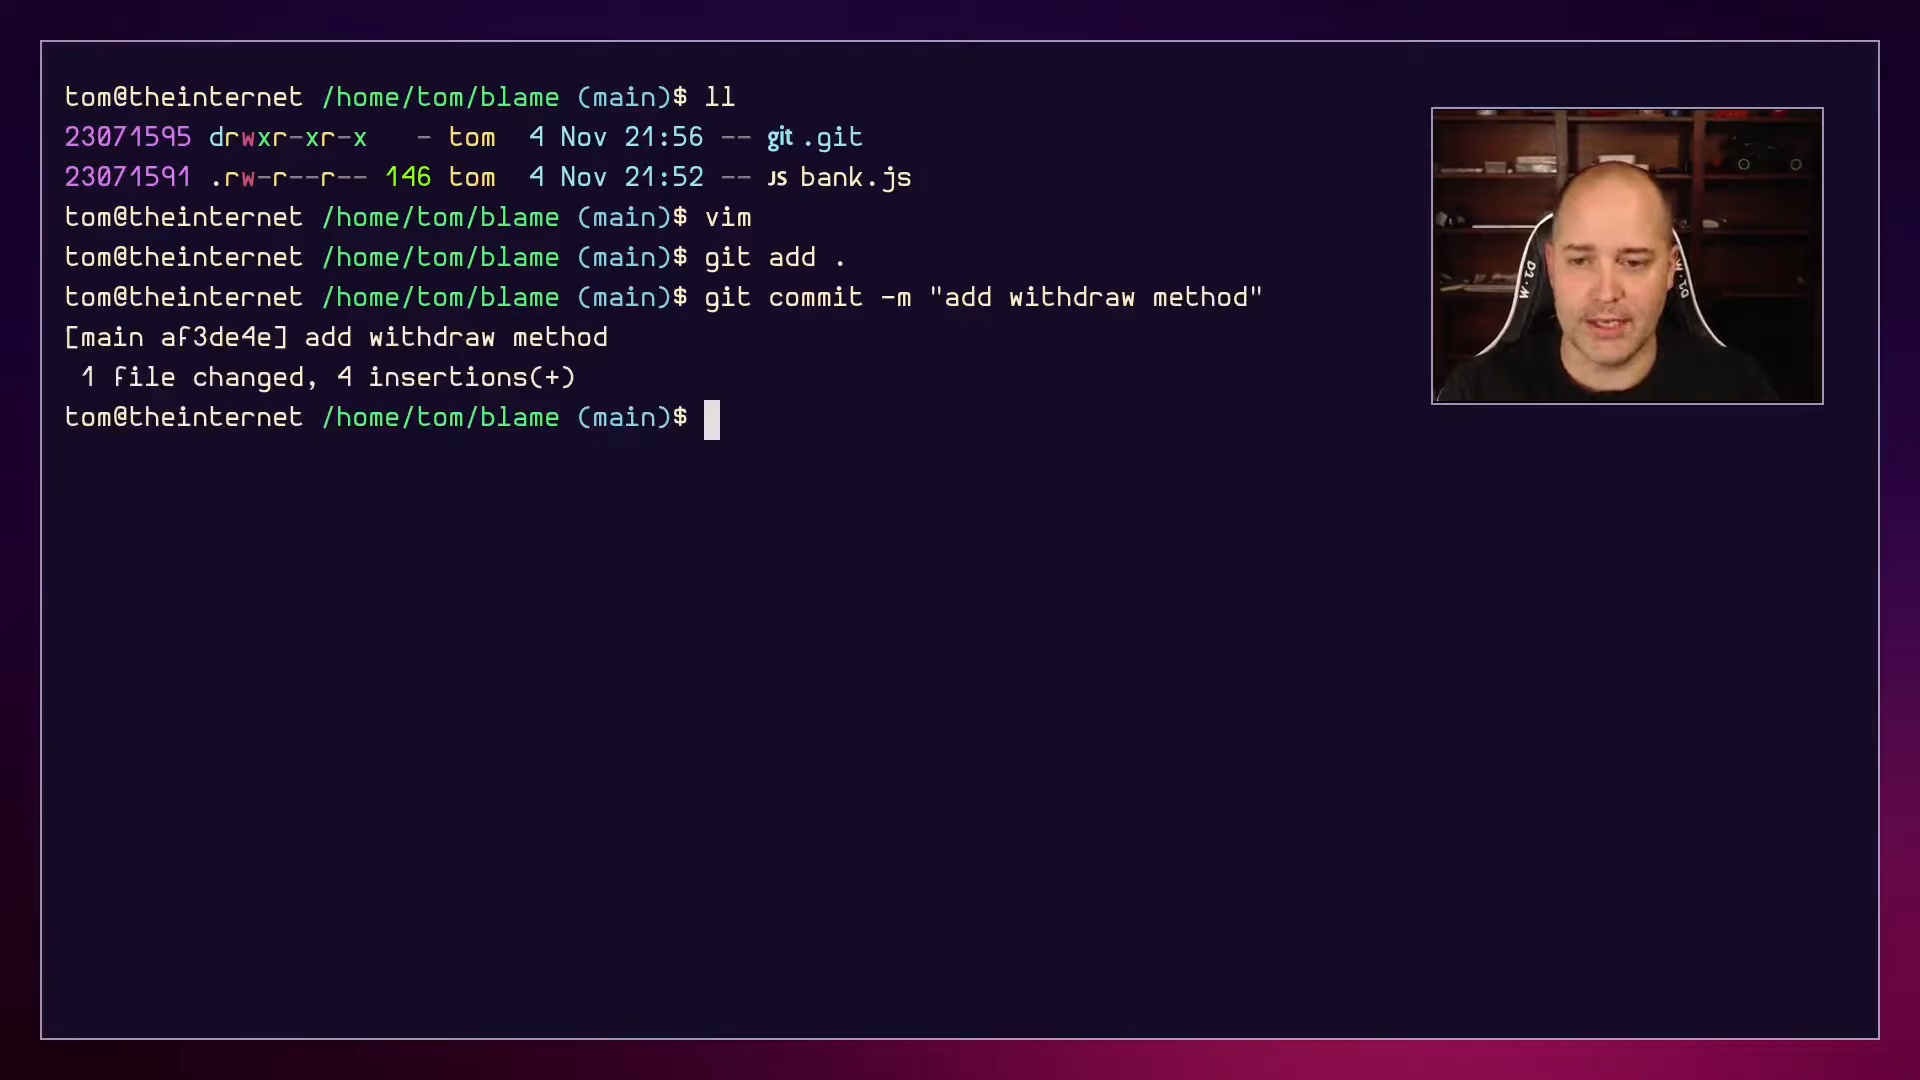 tom@theinternet /home/tom/blame (main)$ ll
23071595 drwxr-xr-x   - tom  4 Nov 21:56 -- git .git
23071591 .rw-r--r-- 146 tom  4 Nov 21:52 -- JS bank.js
tom@theinternet /home/tom/blame (main)$ vim
tom@theinternet /home/tom/blame (main)$ git add .
tom@theinternet /home/tom/blame (main)$ git commit -m "add withdraw method"
[main af3de4e] add withdraw method
 1 file changed, 4 insertions(+)
tom@theinternet /home/tom/blame (main)$